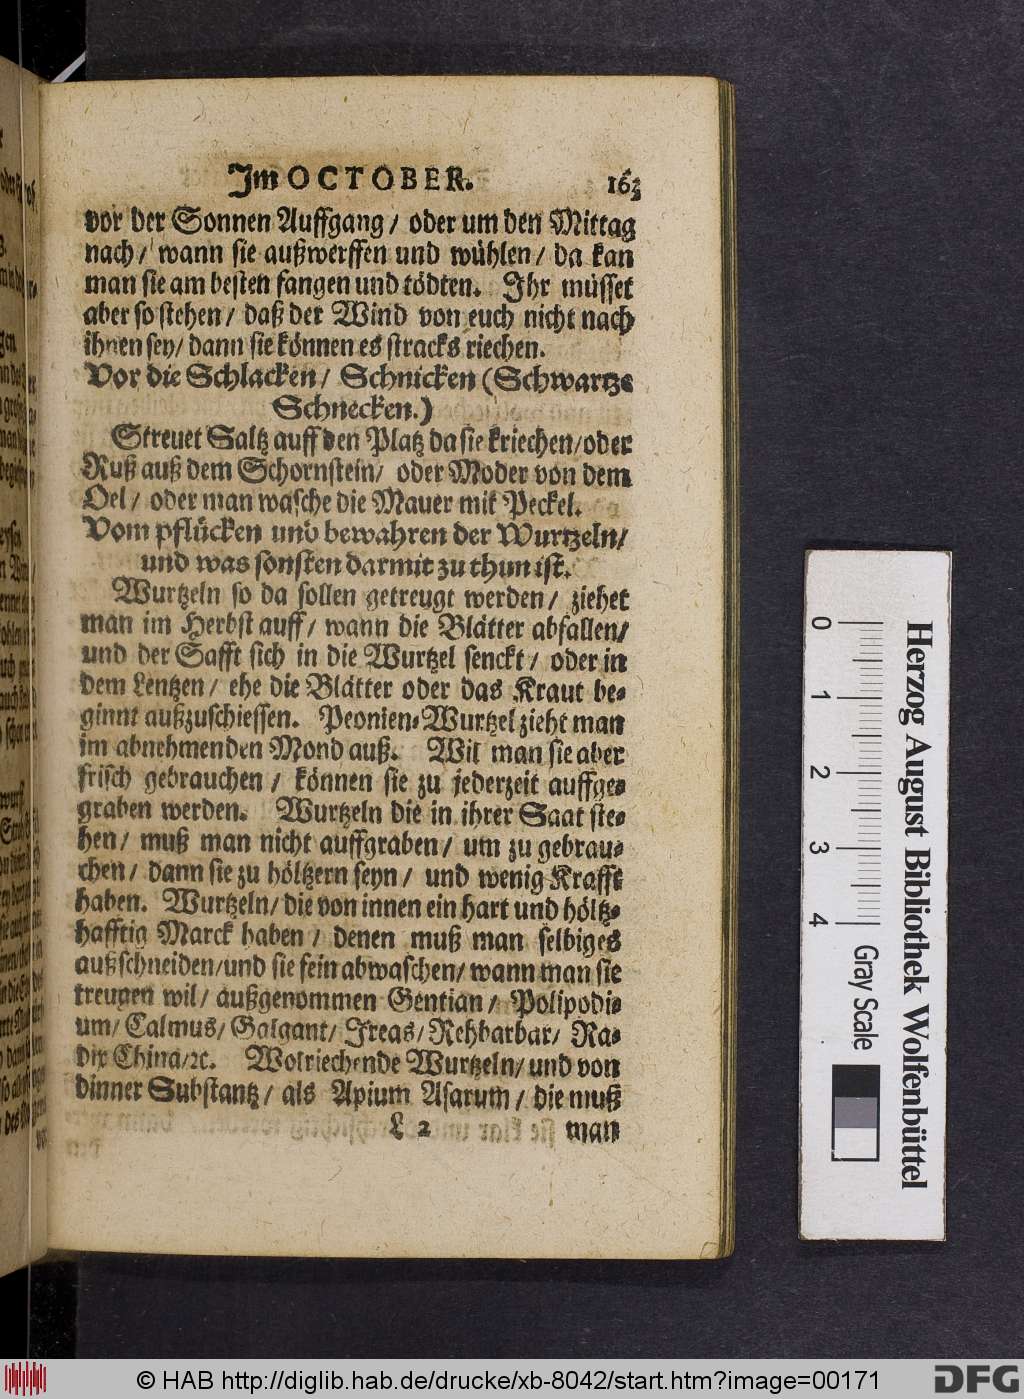 Im OCTOBER. 163
vor der Sonnen Auffgang / oder um den Mittag
nach / wann sie außwerffen und wühlen / da kan
man sie am besten fangen und tödten. Ihr müsset
aber so stehen / daß der Wind von euch nicht nach
ihnen sey / dann sie können es stracks riechen.
Vor die Schlacken / Schnicken (Schwartze
Schnecken.)
Streuet Saltz auff den Platz da sie kriechen / oder
Ruß auß dem Schornstein / oder Moder von dem
Oel / oder man wasche die Mauer mit Peckel.
Vom pflücken und bewahren der Wurtzeln /
und was sonsten darmit zu thun ist.
Wurtzeln so da sollen getreugt werden / ziehet
man im Herbst auff / wann die Blätter abfallen /
und der Safft sich in die Wurtzel senckt / oder in
dem Lentzen / ehe die Blätter oder das Kraut be-
ginnt außzuschiessen. Peonien-Wurtzel zieht man
im abnehmenden Mond auß. Wil man sie aber
frisch gebrauchen / können sie zu jederzeit auffge-
graben werden. Wurtzeln die in ihrer Saat ste-
hen / muß man nicht auffgraben / um zu gebrau-
chen / dann sie zu höltzern seyn / und wenig Krafft
haben. Wurtzeln / die von innen ein hart und höltz-
hafftig Marck haben / denen muß man selbiges
außschneiden / und sie fein abwaschen / wann man sie
treugen wil / außgenommen Gentian / Polipodi-
um / Calmus / Galgant / Ireas / Rehbarbar / Ra-
dix China / ꝛc. Wolriechende Wurtzeln / und von
dinner Substantz / als Apium Asarum / die muß
L 2 man
0 1 2 3 4
Gray Scale
Herzog August Bibliothek Wolfenbüttel
© HAB http://diglib.hab.de/drucke/xb-8042/start.htm?image=00171
DFG